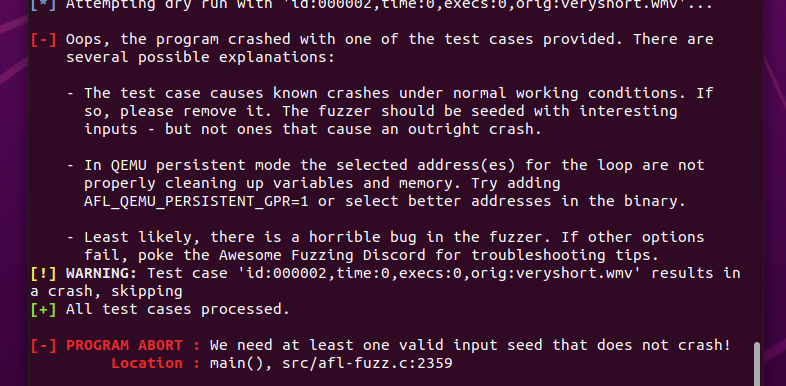 [*] Attempting dry run with 'id:000002,time:0,execs:0,orig:veryshort.wmv'...
[-] Oops, the program crashed with one of the test cases provided. There are
several possible explanations:
- The test case causes known crashes under normal working conditions. If
so, please remove it. The fuzzer should be seeded with interesting
inputs - but not ones that cause an outright crash.
- In QEMU persistent mode the selected address(es) for the loop are not
properly cleaning up variables and memory. Try adding
AFL_QEMU_PERSISTENT_GPR=1 or select better addresses in the binary.
- Least likely, there is a horrible bug in the fuzzer. If other options
fail, poke the Awesome Fuzzing Discord for troubleshooting tips.
[!] WARNING: Test case 'id:000002,time:0,execs:0,orig:veryshort.wmv' results in
a crash, skipping
[+] All test cases processed.
[-] PROGRAM ABORT : We need at least one valid input seed that does not crash!
Location : main(), src/afl-fuzz.c:2359